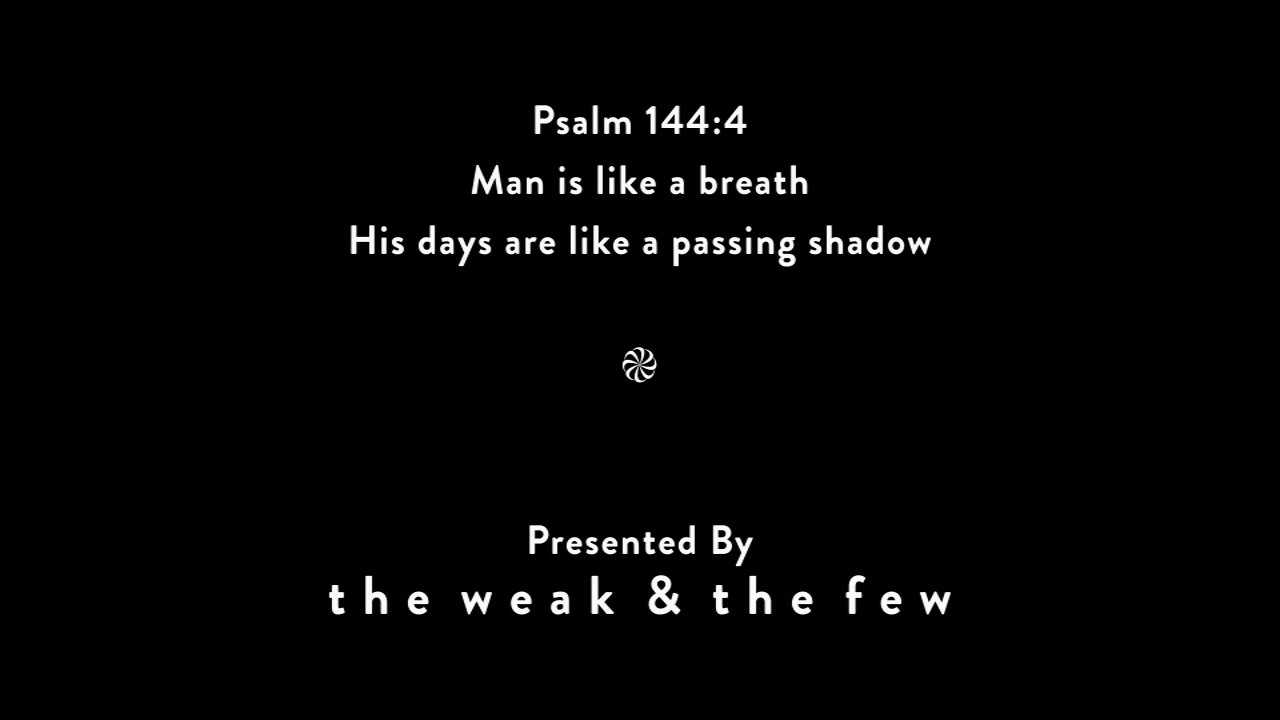 Psalm 144:4
Man is like a breath
His days are like a passing shadow
Presented By
the weak & the few